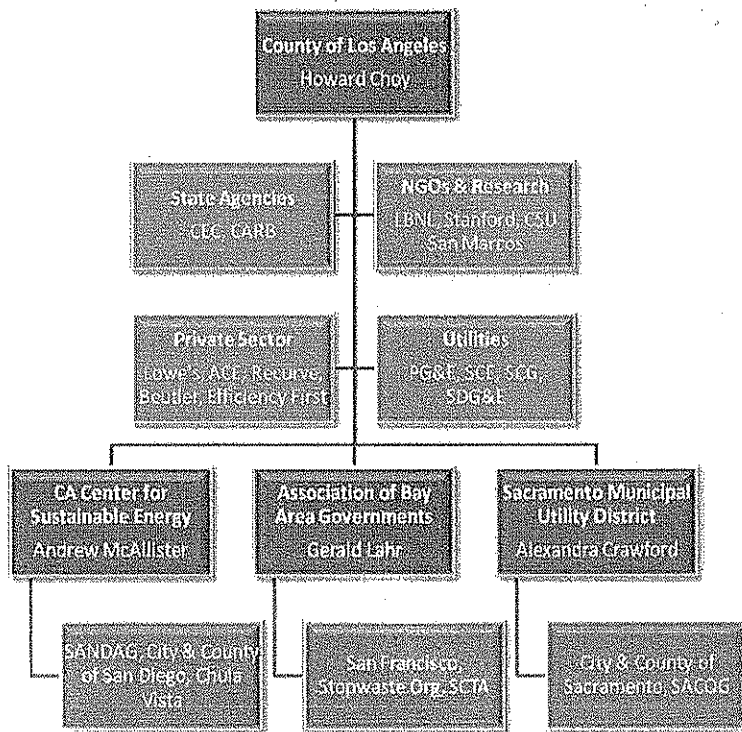 County of Los Angeles
Howard Choy
State Agencies
CEC, CARB
NGOs & Research
LBNL, Stanford, CSU
San Marcos
Private Sector
Lowe's, ACE, Recurve,
Beutler, Efficiency First
Utilities
PG&E, SCE, SCG,
SDG&E
CA Center for
Sustainable Energy
Andrew McAllister
Association of Bay
Area Governments
Gerald Lahr
Sacramento Municipal
Utility District
Alexandra Crawford
SANDAG, City & County
of San Diego, Chula
Vista
San Francisco,
Stopwaste Org, SCTA
City & County of
Sacramento, SACOG